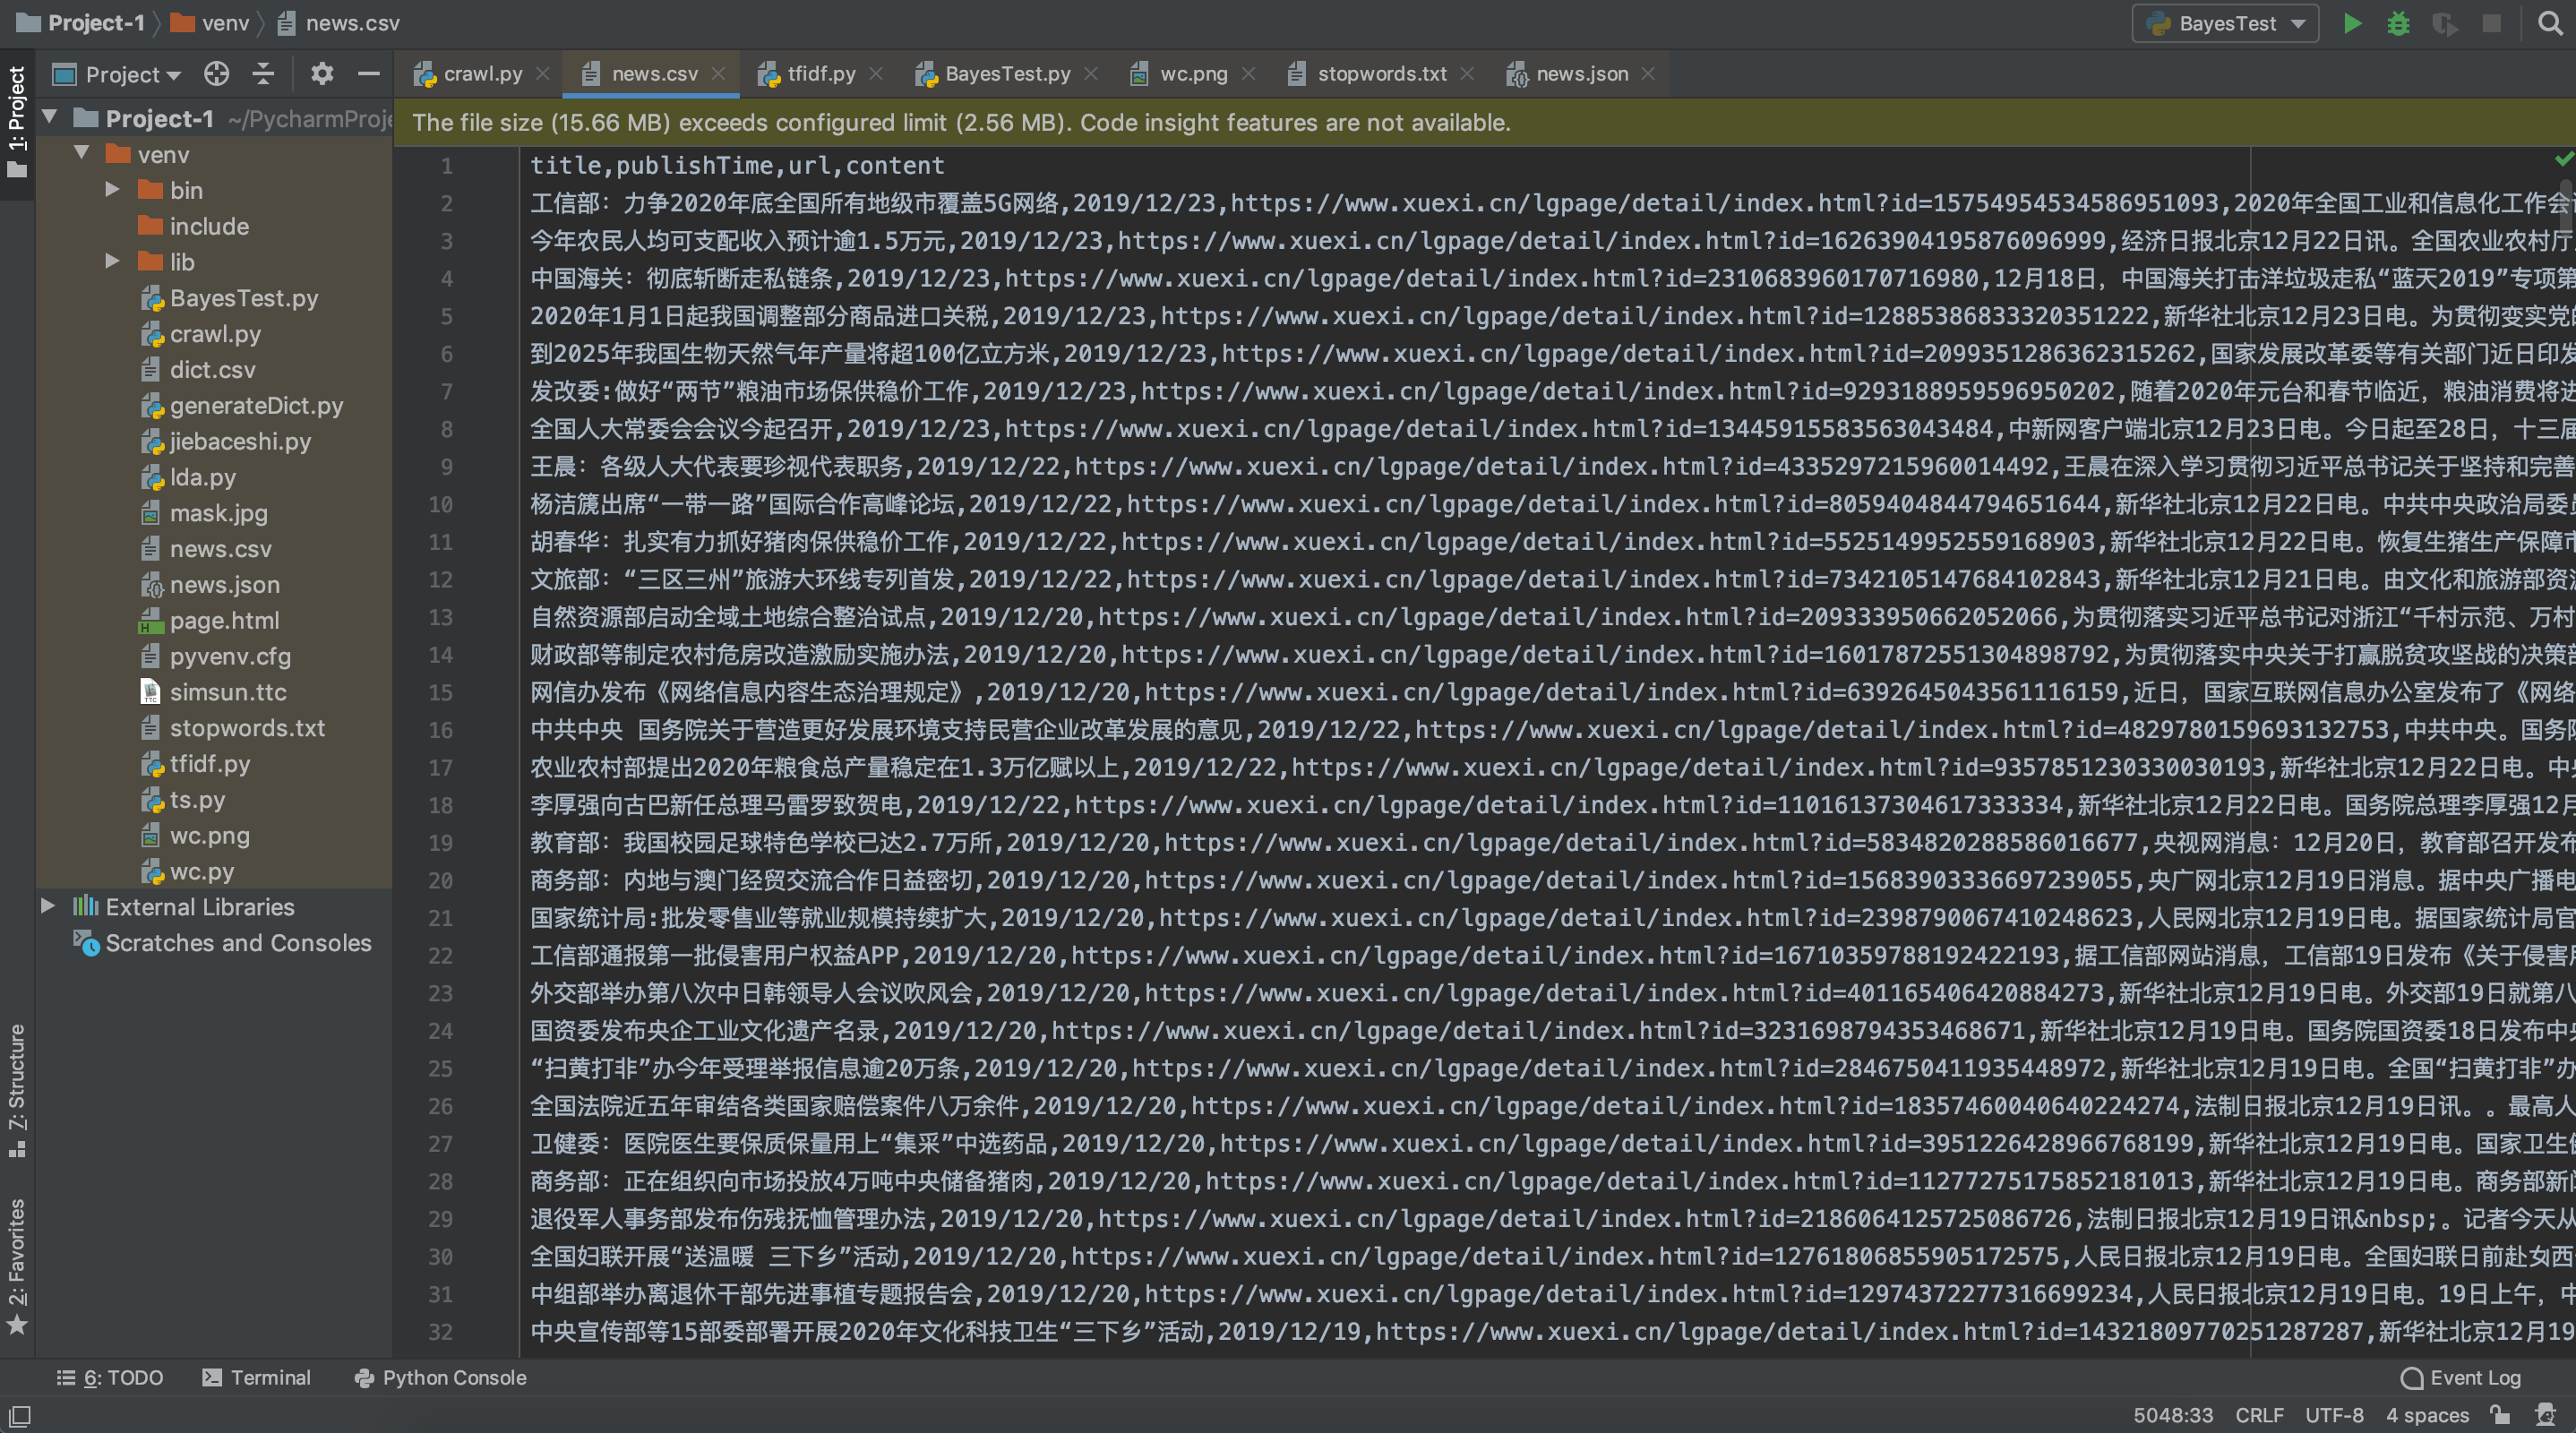 Project-1 venv news.csv
BayesTest
Project
crawl.py news.csv tfidf.py BayesTest.py wc.png stopwords.txt news.json
1: Project
Project-1 ~/PycharmProje
venv
bin
include
lib
BayesTest.py
crawl.py
dict.csv
generateDict.py
jiebaceshi.py
lda.py
mask.jpg
news.csv
news.json
page.html
pyvenv.cfg
simsun.ttc
stopwords.txt
tfidf.py
ts.py
wc.png
wc.py
External Libraries
Scratches and Consoles
7: Structure
2: Favorites
The file size (15.66 MB) exceeds configured limit (2.56 MB). Code insight features are not available.
1 title,publishTime,url,content
2 工信部：力争2020年底全国所有地级市覆盖5G网络,2019/12/23,https://www.xuexi.cn/lgpage/detail/index.html?id=15754954534586951093,2020年全国工业和信息化工作会
3 今年农民人均可支配收入预计逾1.5万元,2019/12/23,https://www.xuexi.cn/lgpage/detail/index.html?id=16263904195876096999,经济日报北京12月22日讯。全国农业农村厅
4 中国海关：彻底斩断走私链条,2019/12/23,https://www.xuexi.cn/lgpage/detail/index.html?id=2310683960170716980,12月18日，中国海关打击洋垃圾走私“蓝天2019”专项第
5 2020年1月1日起我国调整部分商品进口关税,2019/12/23,https://www.xuexi.cn/lgpage/detail/index.html?id=12885386833320351222,新华社北京12月23日电。为贯彻变实党的
6 到2025年我国生物天然气年产量将超100亿立方米,2019/12/23,https://www.xuexi.cn/lgpage/detail/index.html?id=2099351286362315262,国家发展改革委等有关部门近日印发
7 发改委:做好“两节”粮油市场保供稳价工作,2019/12/23,https://www.xuexi.cn/lgpage/detail/index.html?id=9293188959596950202,随着2020年元台和春节临近，粮油消费将进
8 全国人大常委会会议今起召开,2019/12/23,https://www.xuexi.cn/lgpage/detail/index.html?id=13445915583563043484,中新网客户端北京12月23日电。今日起至28日，十三届
9 王晨：各级人大代表要珍视代表职务,2019/12/22,https://www.xuexi.cn/lgpage/detail/index.html?id=4335297215960014492,王晨在深入学习贯彻习近平总书记关于坚持和完善
10 杨洁篪出席“一带一路”国际合作高峰论坛,2019/12/22,https://www.xuexi.cn/lgpage/detail/index.html?id=8059404844794651644,新华社北京12月22日电。中共中央政治局委员
11 胡春华：扎实有力抓好猪肉保供稳价工作,2019/12/22,https://www.xuexi.cn/lgpage/detail/index.html?id=5525149952559168903,新华社北京12月22日电。恢复生猪生产保障市
12 文旅部：“三区三州”旅游大环线专列首发,2019/12/22,https://www.xuexi.cn/lgpage/detail/index.html?id=7342105147684102843,新华社北京12月21日电。由文化和旅游部资源
13 自然资源部启动全域土地综合整治试点,2019/12/20,https://www.xuexi.cn/lgpage/detail/index.html?id=209333950662052066,为贯彻落实习近平总书记对浙江“千村示范、万村
14 财政部等制定农村危房改造激励实施办法,2019/12/20,https://www.xuexi.cn/lgpage/detail/index.html?id=16017872551304898792,为贯彻落实中央关于打赢脱贫攻坚战的决策部
15 网信办发布《网络信息内容生态治理规定》,2019/12/20,https://www.xuexi.cn/lgpage/detail/index.html?id=6392645043561116159,近日，国家互联网信息办公室发布了《网络
16 中共中央 国务院关于营造更好发展环境支持民营企业改革发展的意见,2019/12/22,https://www.xuexi.cn/lgpage/detail/index.html?id=4829780159693132753,中共中央。国务院
17 农业农村部提出2020年粮食总产量稳定在1.3万亿赋以上,2019/12/22,https://www.xuexi.cn/lgpage/detail/index.html?id=9357851230330030193,新华社北京12月22日电。中央
18 李厚强向古巴新任总理马雷罗致贺电,2019/12/22,https://www.xuexi.cn/lgpage/detail/index.html?id=11016137304617333334,新华社北京12月22日电。国务院总理李厚强12月
19 教育部：我国校园足球特色学校已达2.7万所,2019/12/20,https://www.xuexi.cn/lgpage/detail/index.html?id=5834820288586016677,央视网消息：12月20日，教育部召开发布
20 商务部：内地与澳门经贸交流合作日益密切,2019/12/20,https://www.xuexi.cn/lgpage/detail/index.html?id=15683903336697239055,央广网北京12月19日消息。据中央广播电
21 国家统计局:批发零售业等就业规模持续扩大,2019/12/20,https://www.xuexi.cn/lgpage/detail/index.html?id=2398790067410248623,人民网北京12月19日电。据国家统计局官
22 工信部通报第一批侵害用户权益APP,2019/12/20,https://www.xuexi.cn/lgpage/detail/index.html?id=16710359788192422193,据工信部网站消息，工信部19日发布《关于侵害用
23 外交部举办第八次中日韩领导人会议吹风会,2019/12/20,https://www.xuexi.cn/lgpage/detail/index.html?id=401165406420884273,新华社北京12月19日电。外交部19日就第八
24 国资委发布央企工业文化遗产名录,2019/12/20,https://www.xuexi.cn/lgpage/detail/index.html?id=3231698794353468671,新华社北京12月19日电。国务院国资委18日发布中央
25 “扫黄打非”办今年受理举报信息逾20万条,2019/12/20,https://www.xuexi.cn/lgpage/detail/index.html?id=2846750411935448972,新华社北京12月19日电。全国“扫黄打非”办
26 全国法院近五年审结各类国家赔偿案件八万余件,2019/12/20,https://www.xuexi.cn/lgpage/detail/index.html?id=18357460040640224274,法制日报北京12月19日讯。。最高人
27 卫健委：医院医生要保质保量用上“集采”中选药品,2019/12/20,https://www.xuexi.cn/lgpage/detail/index.html?id=3951226428966768199,新华社北京12月19日电。国家卫生健
28 商务部：正在组织向市场投放4万吨中央储备猪肉,2019/12/20,https://www.xuexi.cn/lgpage/detail/index.html?id=11277275175852181013,新华社北京12月19日电。商务部新闻
29 退役军人事务部发布伤残抚恤管理办法,2019/12/20,https://www.xuexi.cn/lgpage/detail/index.html?id=2186064125725086726,法制日报北京12月19日讯&nbsp;。记者今天从
30 全国妇联开展“送温暖 三下乡”活动,2019/12/20,https://www.xuexi.cn/lgpage/detail/index.html?id=12761806855905172575,人民日报北京12月19日电。全国妇联日前赴
31 中组部举办离退休干部先进事植专题报告会,2019/12/20,https://www.xuexi.cn/lgpage/detail/index.html?id=12974372277316699234,人民日报北京12月19日电。19日上午，中
32 中央宣传部等15部委部署开展2020年文化科技卫生“三下乡”活动,2019/12/19,https://www.xuexi.cn/lgpage/detail/index.html?id=14321809770251287287,新华社北京12月19
6: TODO Terminal Python Console Event Log
5048:33 CRLF UTF-8 4 spaces